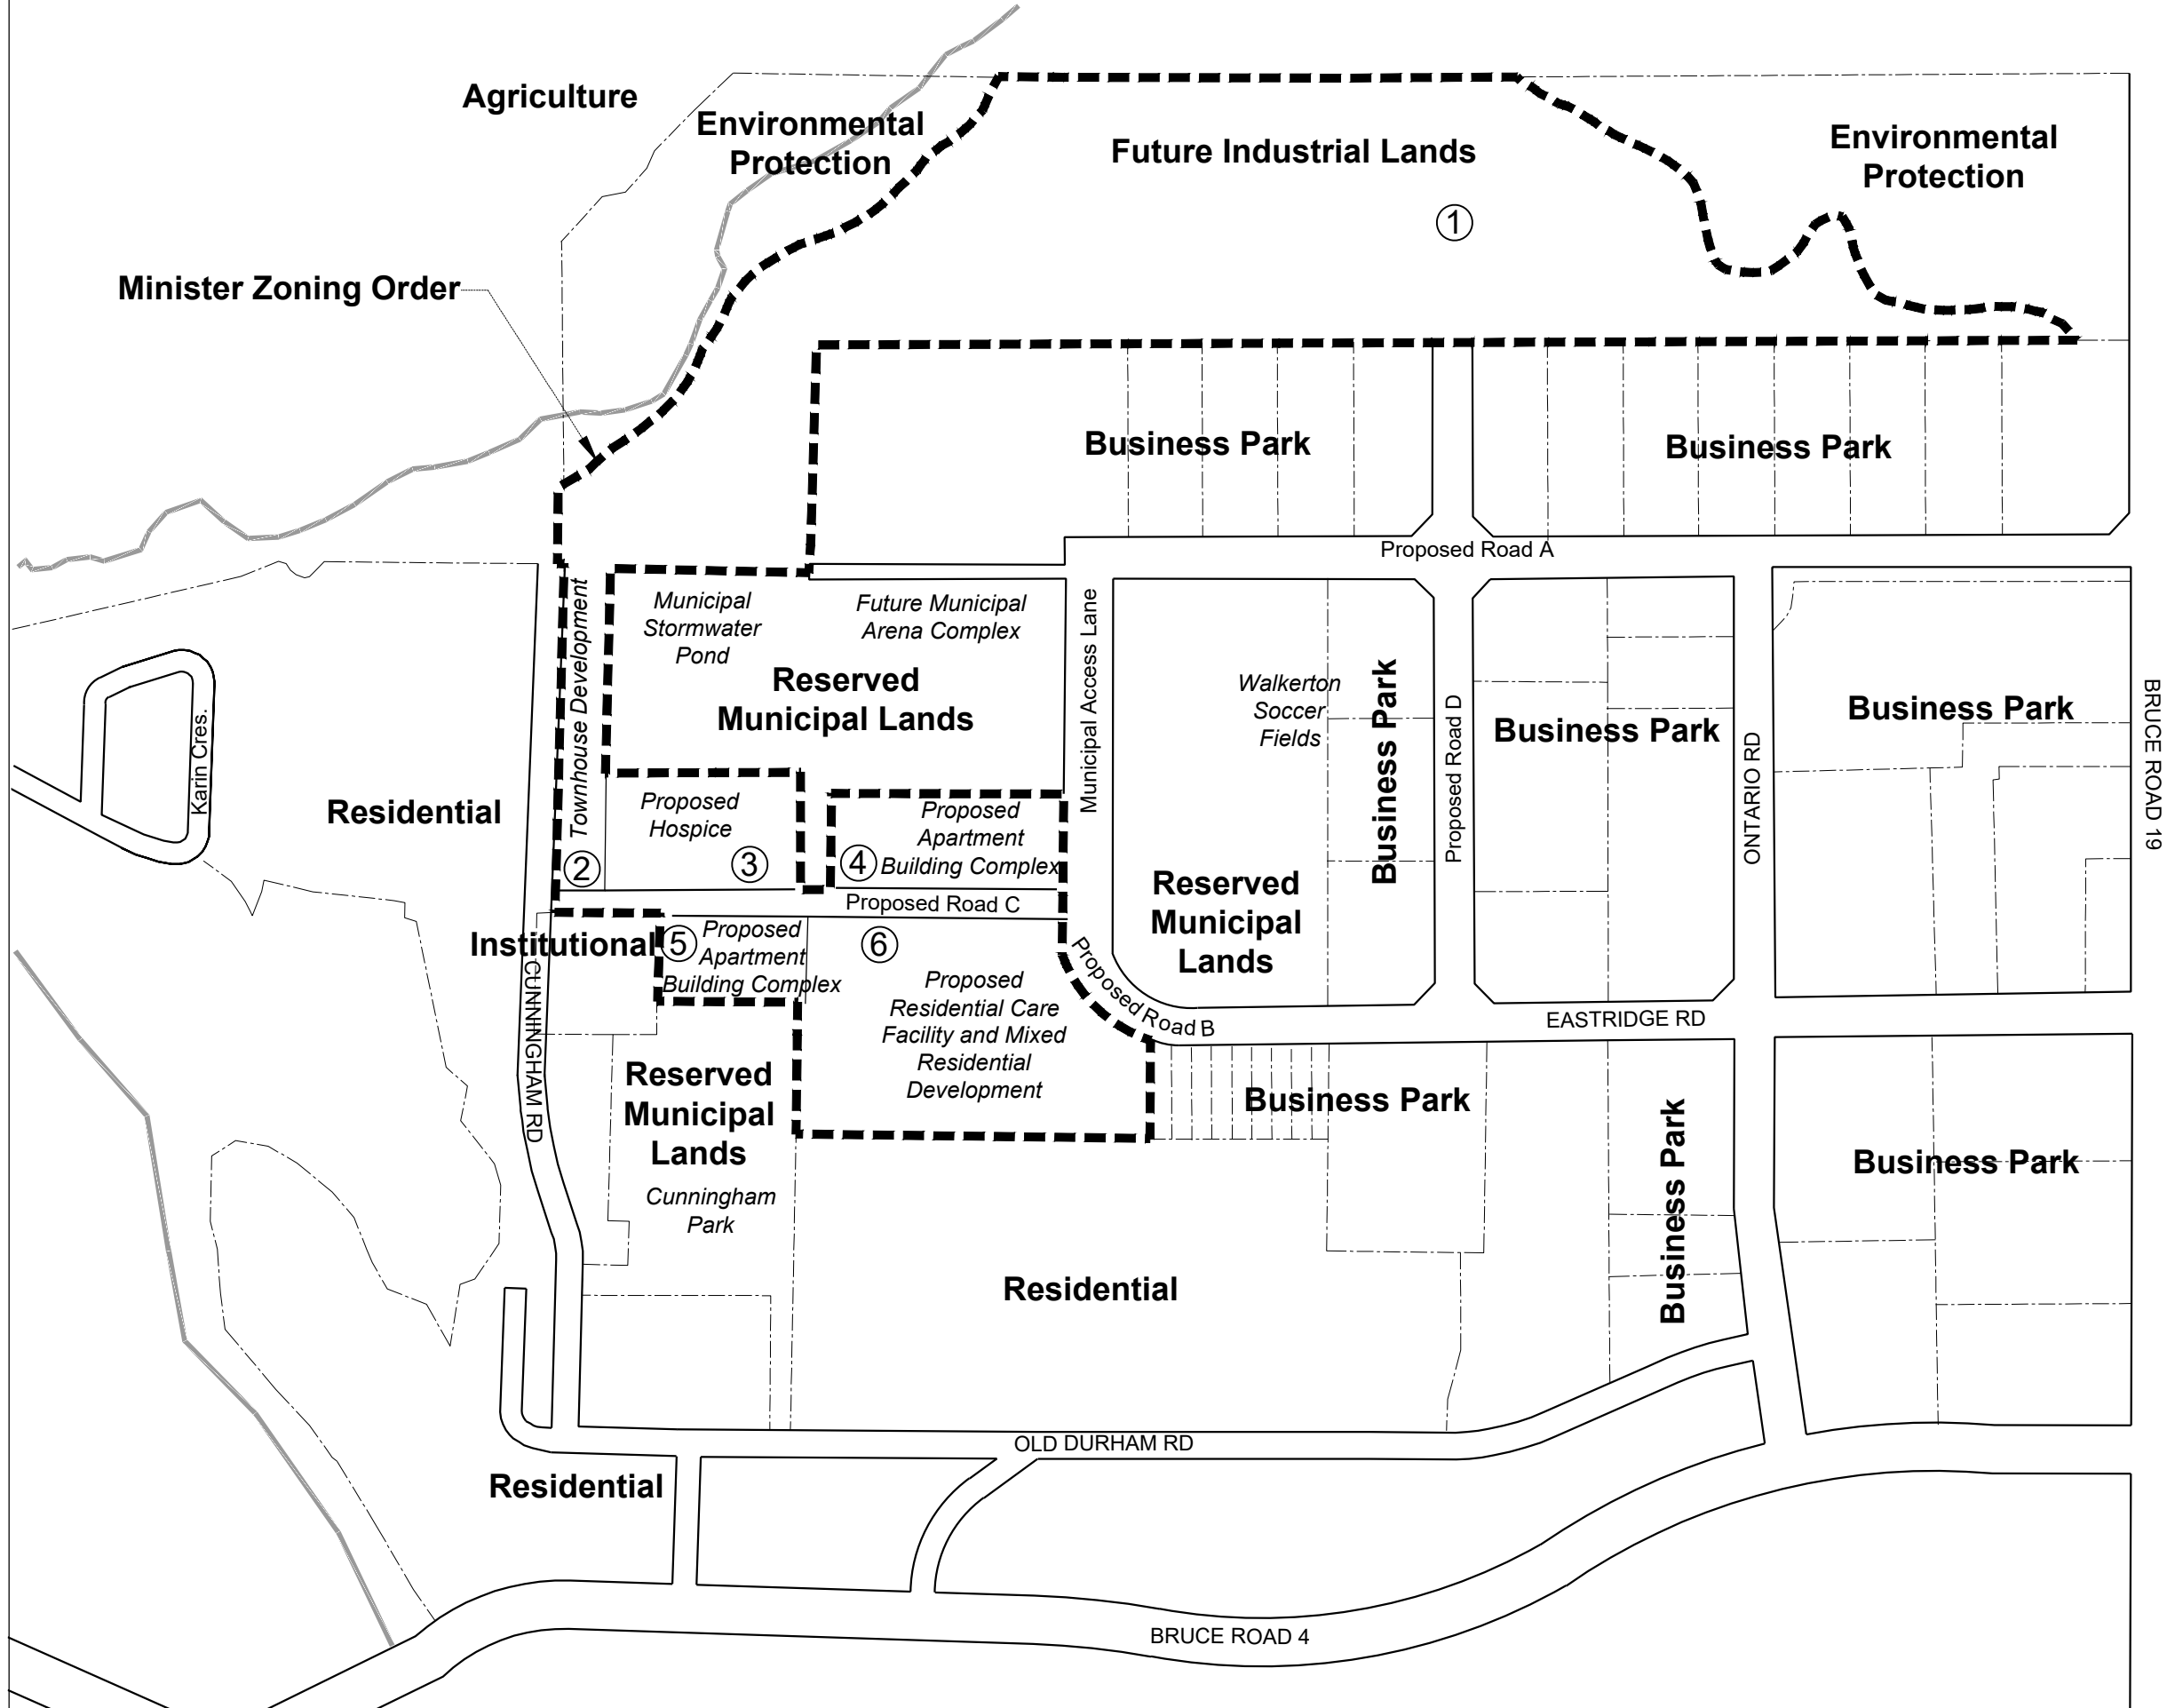 Agriculture
Environmental
Protection
Future Industrial Lands
Environmental
Protection
①
Minister Zoning Order
Business Park
Business Park
Proposed Road A
Townhouse Development
Municipal
Stormwater
Pond
Future Municipal
Arena Complex
Reserved
Municipal Lands
Municipal Access Lane
Walkerton
Soccer
Fields
Business Park
Proposed Road D
Business Park
ONTARIO RD
Business Park
BRUCE ROAD 19
Karin Cres.
Residential
Proposed
Hospice
②
③
④
Proposed
Apartment
Building Complex
Reserved
Municipal
Lands
Proposed Road C
Institutional
⑤
Proposed
Apartment
Building Complex
⑥
Proposed
Residential Care
Facility and Mixed
Residential
Development
Proposed Road B
EASTRIDGE RD
CUNNINGHAM RD
Reserved
Municipal
Lands
Cunningham
Park
Business Park
Business Park
Business Park
Residential
OLD DURHAM RD
Residential
BRUCE ROAD 4